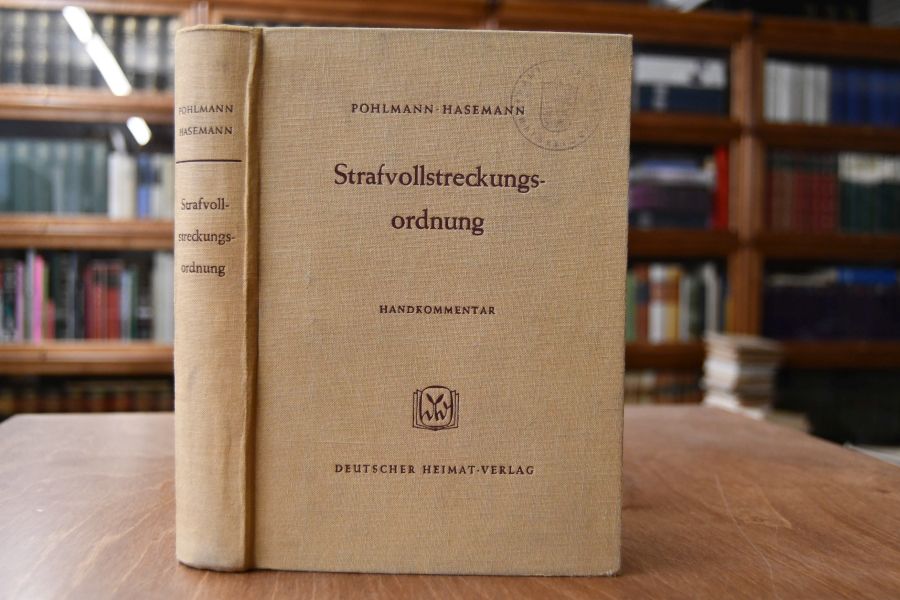 POHLMANN
HASEMANN
Strafvoll-
streckungs-
ordnung
POHLMANN·HASEMANN
Strafvollstreckungs-
ordnung
HANDKOMMENTAR
DEUTSCHER HEIMAT-VERLAG